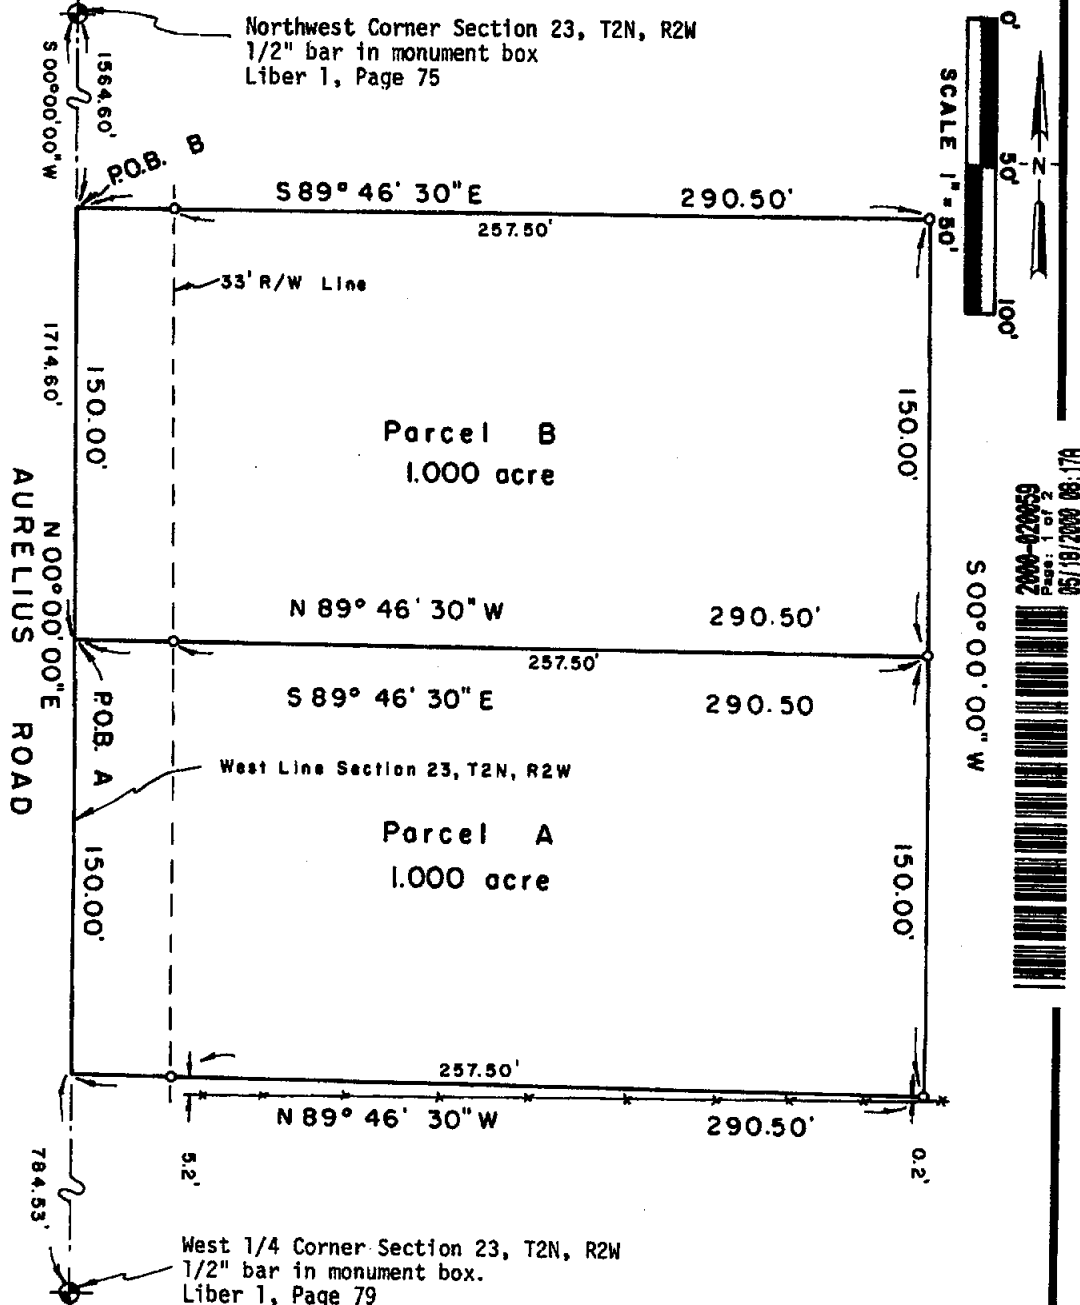 Northwest Corner Section 23, T2N, R2W
1/2" bar in monument box
Liber 1, Page 75
1564.60'
S 00°00'00" W
P.O.B. B
S 89° 46' 30" E
290.50'
257.50'
33' R/W Line
0'
50'
100'
SCALE 1" = 50'
N
1714.60'
150.00'
Parcel B
1.000 acre
150.00'
2000-020059
Page: 1 of 2
05/18/2000 08:17A
N 00°00'00" E
AURELIUS ROAD
N 89° 46' 30" W
290.50'
257.50'
S 00°00'00" W
S 89° 46' 30" E
290.50
P.O.B. A
West Line Section 23, T2N, R2W
Parcel A
1.000 acre
150.00'
150.00'
257.50'
N 89° 46' 30" W
290.50'
5.2'
0.2'
784.53'
West 1/4 Corner Section 23, T2N, R2W
1/2" bar in monument box.
Liber 1, Page 79